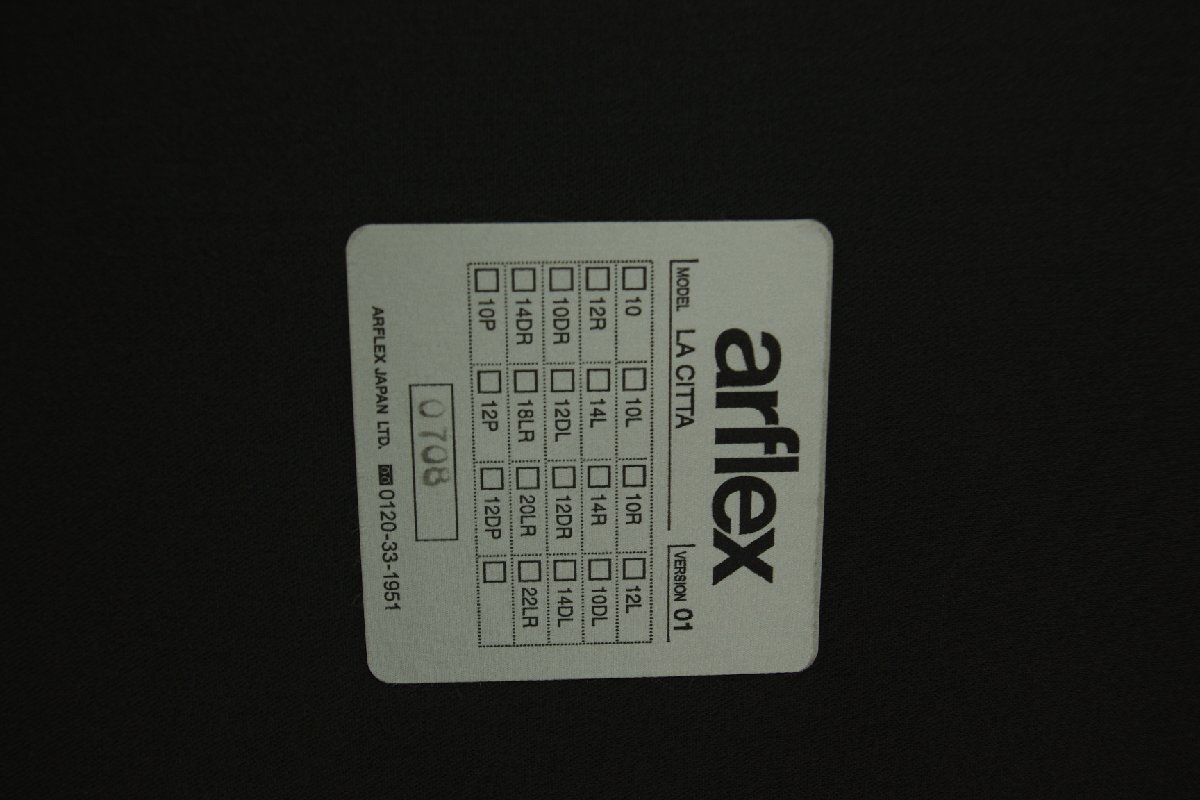 arflex
MODEL LA CITTA VERSION 01
☐ 10 ☐ 10L ☐ 10R ☐ 12L
☐ 12R ☐ 14L ☐ 14R ☐ 10DL
☐ 10DR ☐ 12DL ☐ 12DR ☐ 14DL
☐ 14DR ☐ 18LR ☐ 20LR ☐ 22LR
☐ 10P ☐ 12P ☐ 12DP ☐
0708
ARFLEX JAPAN LTD. 0120-33-1951